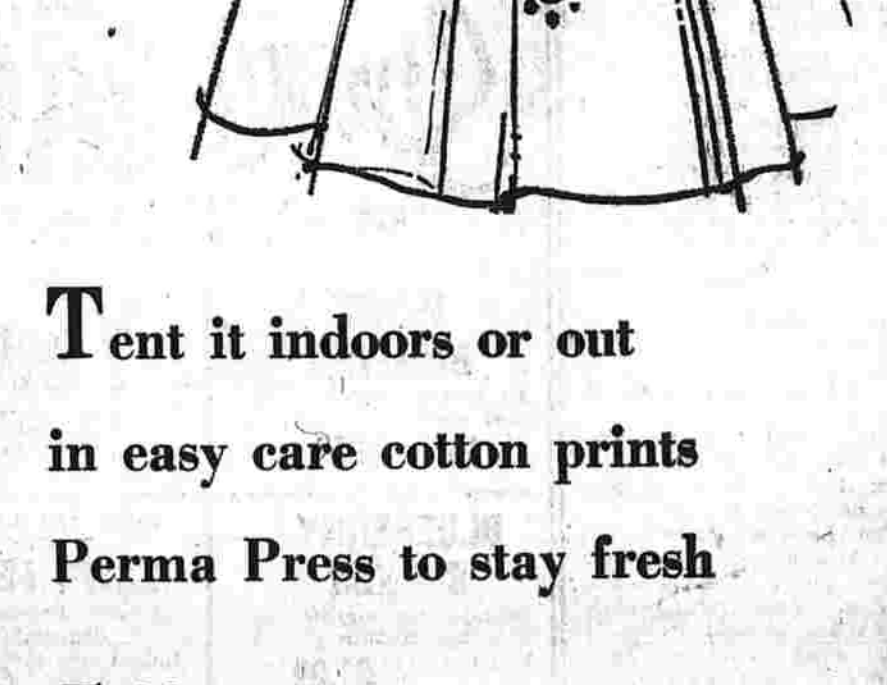 Tent it indoors or out
in easy care cotton prints
Perma Press to stay fresh